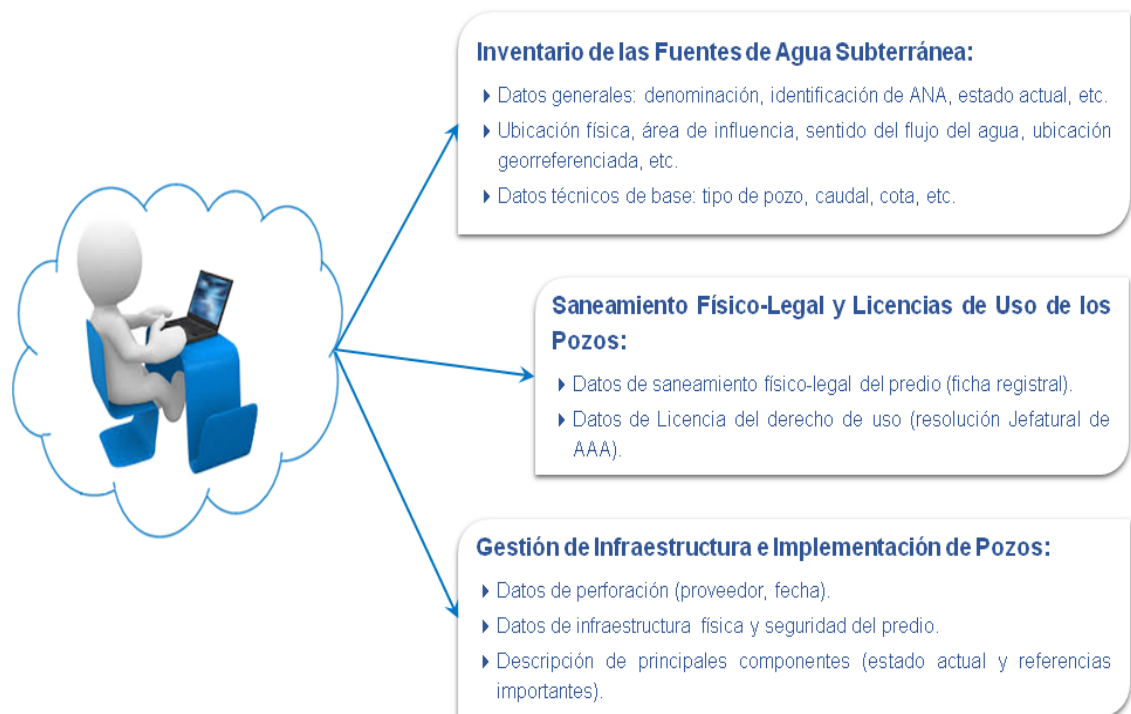 Inventario de las Fuentes de Agua Subterránea:
Datos generales: denominación, identificación de ANA, estado actual, etc.
Ubicación física, área de influencia, sentido del flujo del agua, ubicación
georreferenciada, etc.
Datos técnicos de base: tipo de pozo, caudal, cota, etc.
Saneamiento Físico-Legal y Licencias de Uso de los
Pozos:
Datos de saneamiento físico-legal del predio (ficha registral).
Datos de Licencia del derecho de uso (resolución Jefatural de
AAA).
Gestión de Infraestructura e Implementación de Pozos:
Datos de perforación (proveedor, fecha).
Datos de infraestructura física y seguridad del predio.
Descripción de principales componentes (estado actual y referencias
importantes).